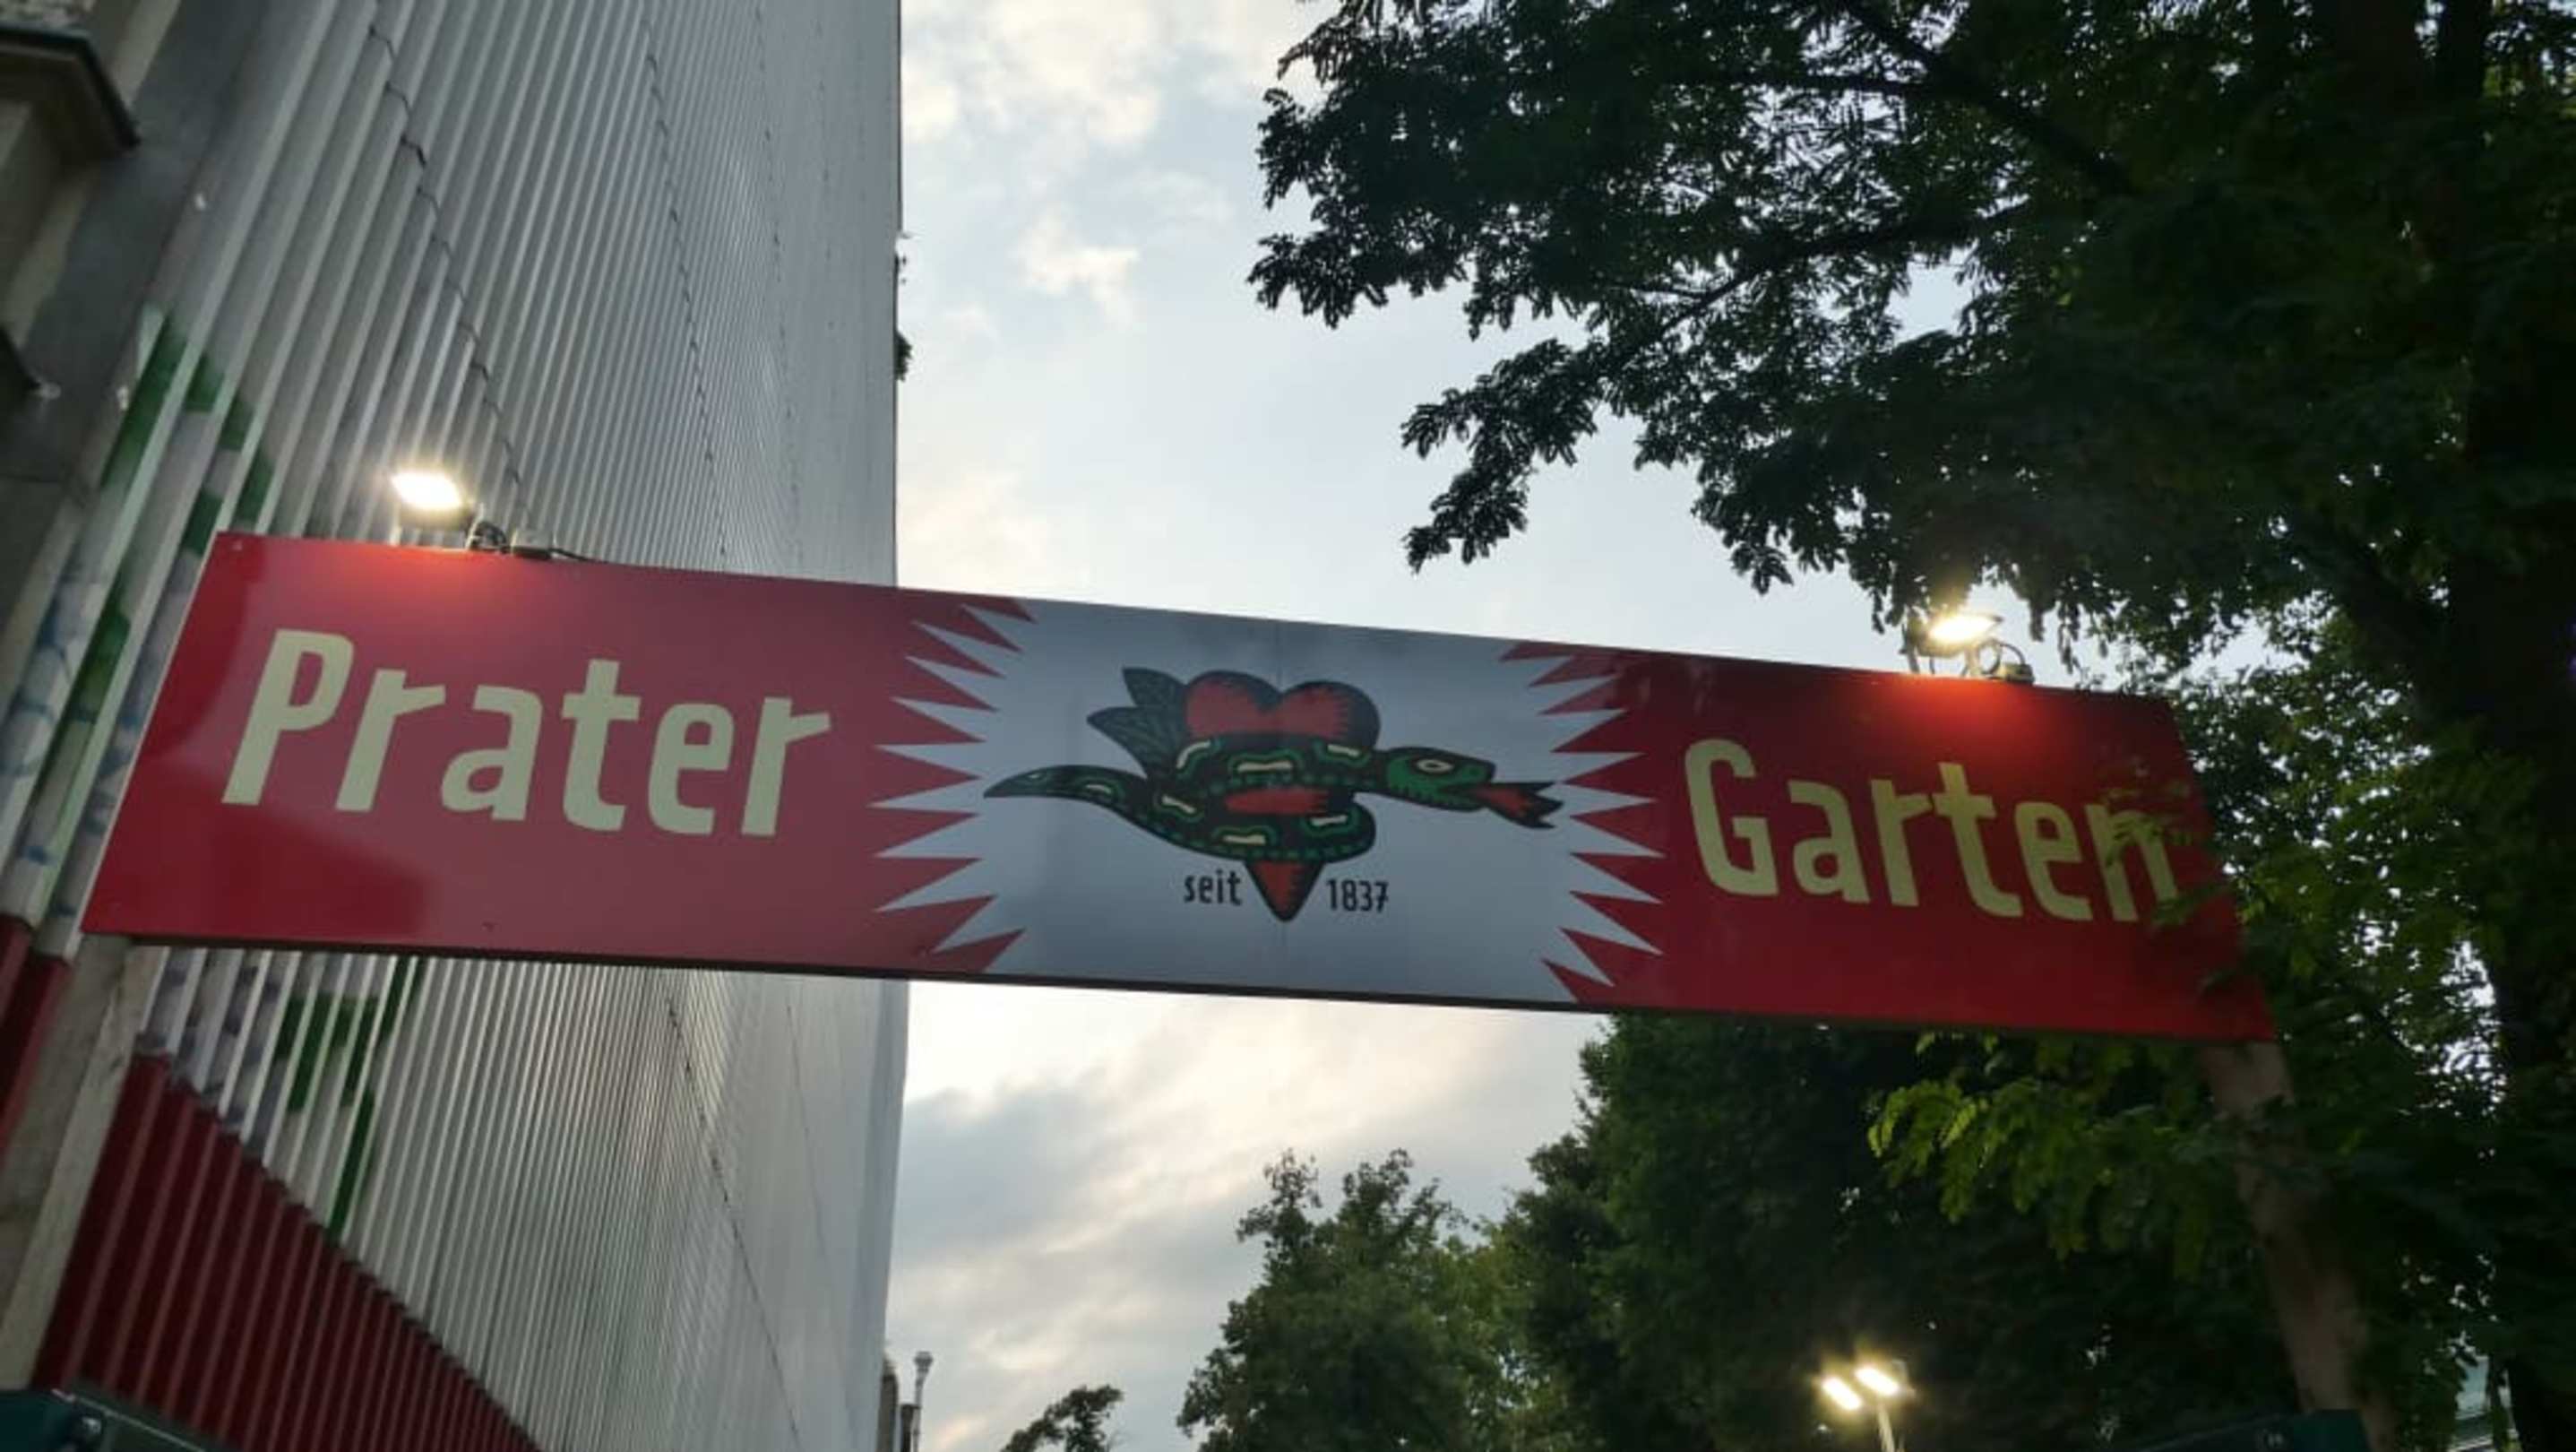 Prater
seit 1837
Garten